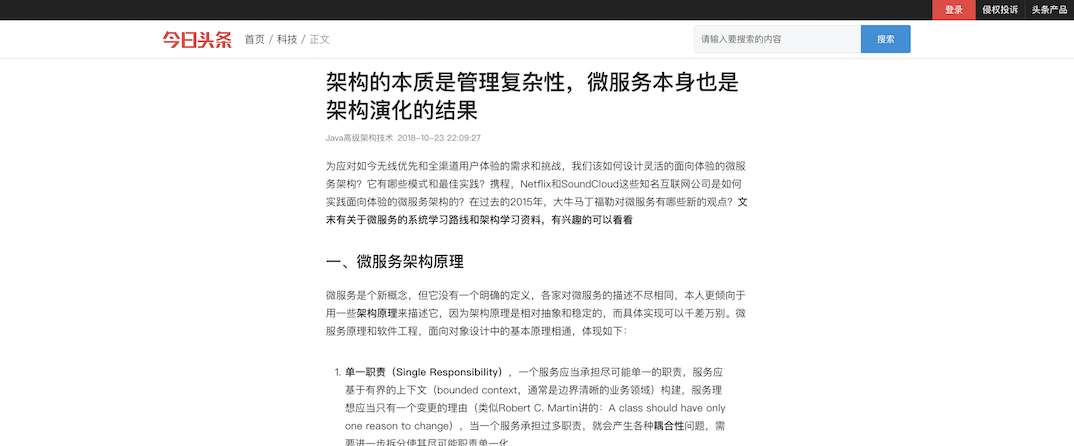 登录 侵权投诉 头条产品
今日头条 首页 / 科技 / 正文 请输入要搜索的内容 搜索
架构的本质是管理复杂性，微服务本身也是
架构演化的结果
Java高级架构技术 2018-10-23 22:09:27
为应对如今无线优先和全渠道用户体验的需求和挑战，我们该如何设计灵活的面向体验的微服
务架构？它有哪些模式和最佳实践？携程，Netflix和SoundCloud这些知名互联网公司是如何
实践面向体验的微服务架构的？在过去的2015年，大牛马丁福勒对微服务有哪些新的观点？文
末有关于微服务的系统学习路线和架构学习资料，有兴趣的可以看看
一、微服务架构原理
微服务是个新概念，但它没有一个明确的定义，各家对微服务的描述不尽相同，本人更倾向于
用一些架构原理来描述它，因为架构原理是相对抽象和稳定的，而具体实现可以千差万别。微
服务原理和软件工程，面向对象设计中的基本原理相通，体现如下：
1. 单一职责（Single Responsibility），一个服务应当承担尽可能单一的职责，服务应
基于有界的上下文（bounded context，通常是边界清晰的业务领域）构建，服务理
想应当只有一个变更的理由（类似Robert C. Martin讲的：A class should have only
one reason to change），当一个服务承担过多职责，就会产生各种耦合性问题，需
要进一步拆分使其尽可能职责单一化。